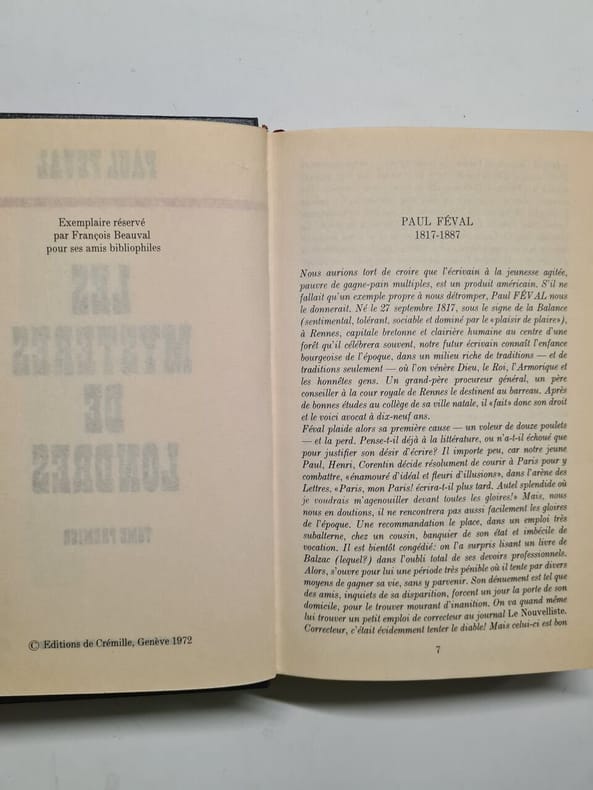 Exemplaire réservé
par François Beauval
pour ses amis bibliophiles
PAUL FEVAL
LES
MYSTERES
DE
LONDRES
TOME PREMIER
© Editions de Crémille, Genève 1972
PAUL FÉVAL
1817-1887
Nous aurions tort de croire que l'écrivain à la jeunesse agitée,
pauvre de gagne-pain multiples, est un produit américain. S'il ne
fallait qu'un exemple propre à nous détromper, Paul FÉVAL nous
le donnerait. Né le 27 septembre 1817, sous le signe de la Balance
(sentimental, tolérant, sociable et dominé par le «plaisir de plaire»),
à Rennes, capitale bretonne et clairière humaine au centre d'une
forêt qu'il célébrera souvent, notre futur écrivain connaît l'enfance
bourgeoise de l'époque, dans un milieu riche de traditions — et de
traditions seulement — où l'on vénère Dieu, le Roi, l'Armorique et
les honnêtes gens. Un grand-père procureur général, un père
conseiller à la cour royale de Rennes le destinent au barreau. Après
de bonnes études au collège de sa ville natale, il «fait» donc son droit
et le voici avocat à dix-neuf ans.
Féval plaide alors sa première cause — un voleur de douze poulets
— et la perd. Pense-t-il déjà à la littérature, ou n'a-t-il échoué que
pour justifier son désir d'écrire? Il importe peu, car notre jeune
Paul, Henri, Corentin décide résolument de courir à Paris pour y
combattre, «énamouré d'idéal et fleuri d'illusions», dans l'arène des
Lettres, «Paris, mon Paris! écrira-t-il plus tard. Autel splendide où
je voudrais m'agenouiller devant toutes les gloires!» Mais, nous
nous en doutions, il ne rencontrera pas aussi facilement les gloires
de l'époque. Une recommandation le place, dans un emploi très
subalterne, chez un cousin, banquier de son état et imbécile de
vocation. Il est bientôt congédié: on l'a surpris lisant un livre de
Balzac (lequel?) dans l'oubli total de ses devoirs professionnels.
Alors, s'ouvre pour lui une période très pénible où il tente par divers
moyens de gagner sa vie, sans y parvenir. Son dénuement est tel que
des amis, inquiets de sa disparition, forcent un jour la porte de son
domicile, pour le trouver mourant d'inanition. On va quand même
lui trouver un petit emploi de correcteur au journal Le Nouvelliste.
Correcteur, c'était évidemment tenter le diable! Mais celui-ci est bon
7